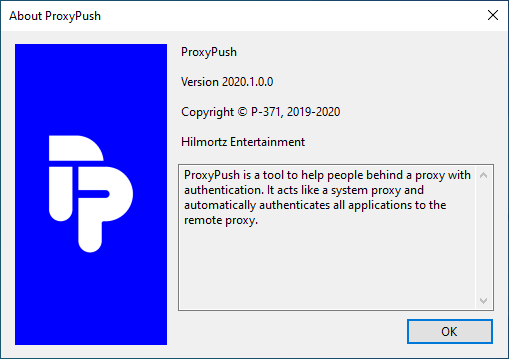 About ProxyPush
ProxyPush
Version 2020.1.0.0
Copyright © P-371, 2019-2020
Hilmortz Entertainment
ProxyPush is a tool to help people behind a proxy with
authentication. It acts like a system proxy and
automatically authenticates all applications to the
remote proxy.
OK